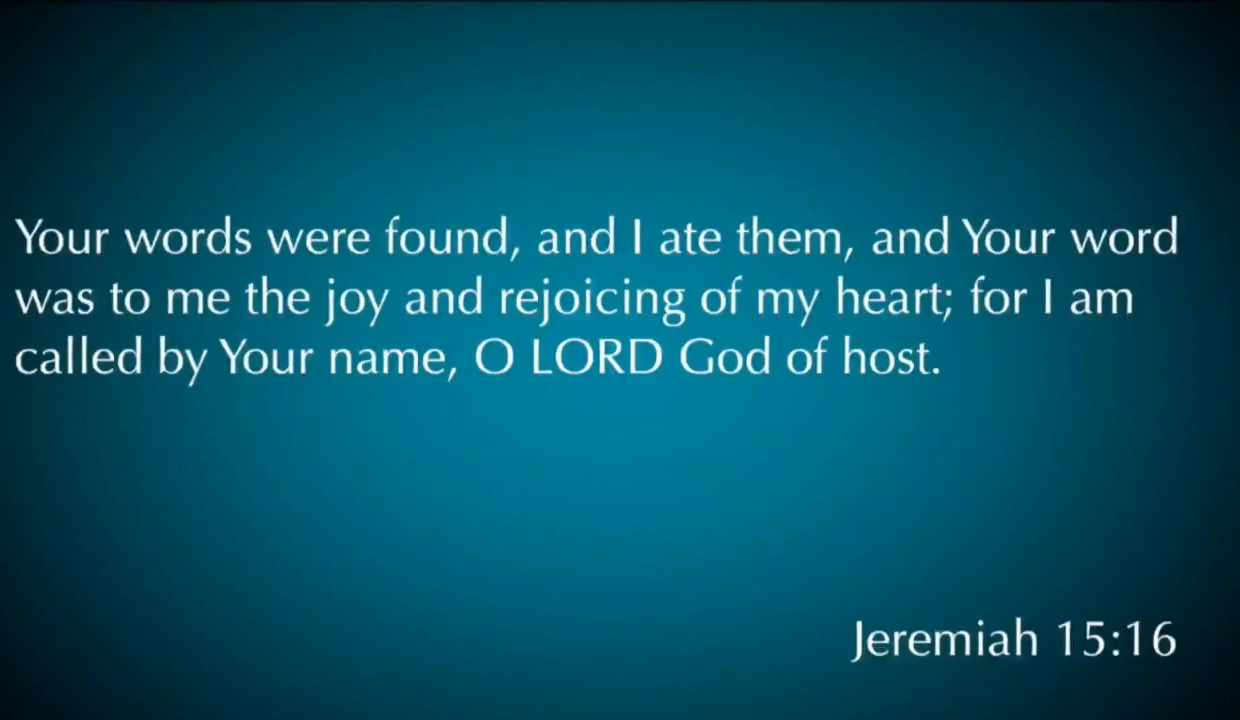 Your words were found, and I ate them, and Your word
was to me the joy and rejoicing of my heart; for I am
called by Your name, O LORD God of host.
Jeremiah 15:16